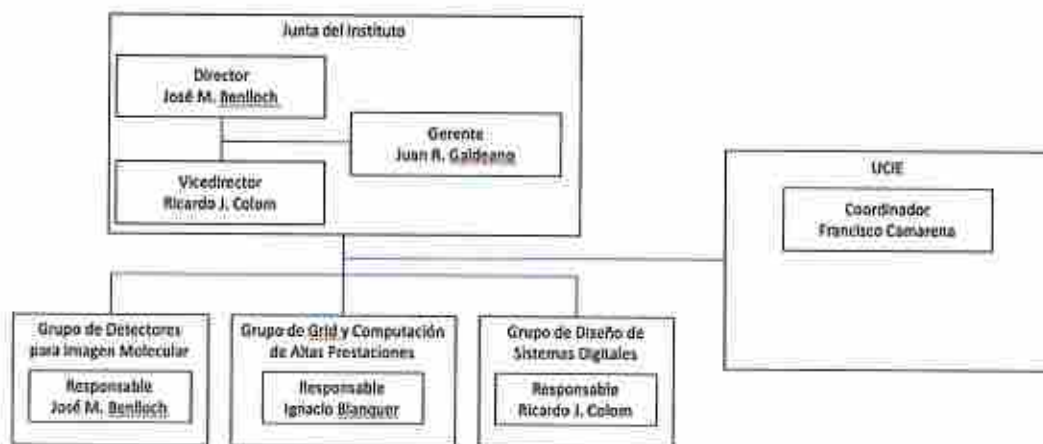 Junta del Instituto
Director
José M. Benlloch
Gerente
Juan R. Galdeano
Vicedirector
Ricardo J. Colom
UCIE
Coordinador
Francisco Camarena
Grupo de Detectores
para Imagen Molecular
Responsable
José M. Benlloch
Grupo de Grid y Computación
de Altas Prestaciones
Responsable
Ignacio Blanquer
Grupo de Diseño de
Sistemas Digitales
Responsable
Ricardo J. Colom